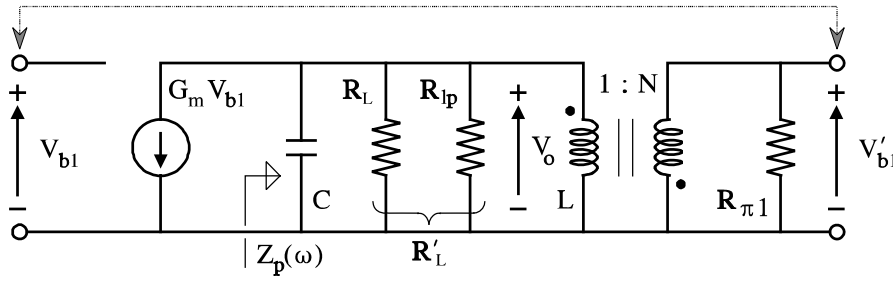 1 : N
G_m V_b1
R_L
R_lp
+
+
+
V_b1
V_o
V′_b1
C
L
R_π1
−
−
−
Z_p(ω)
R′_L